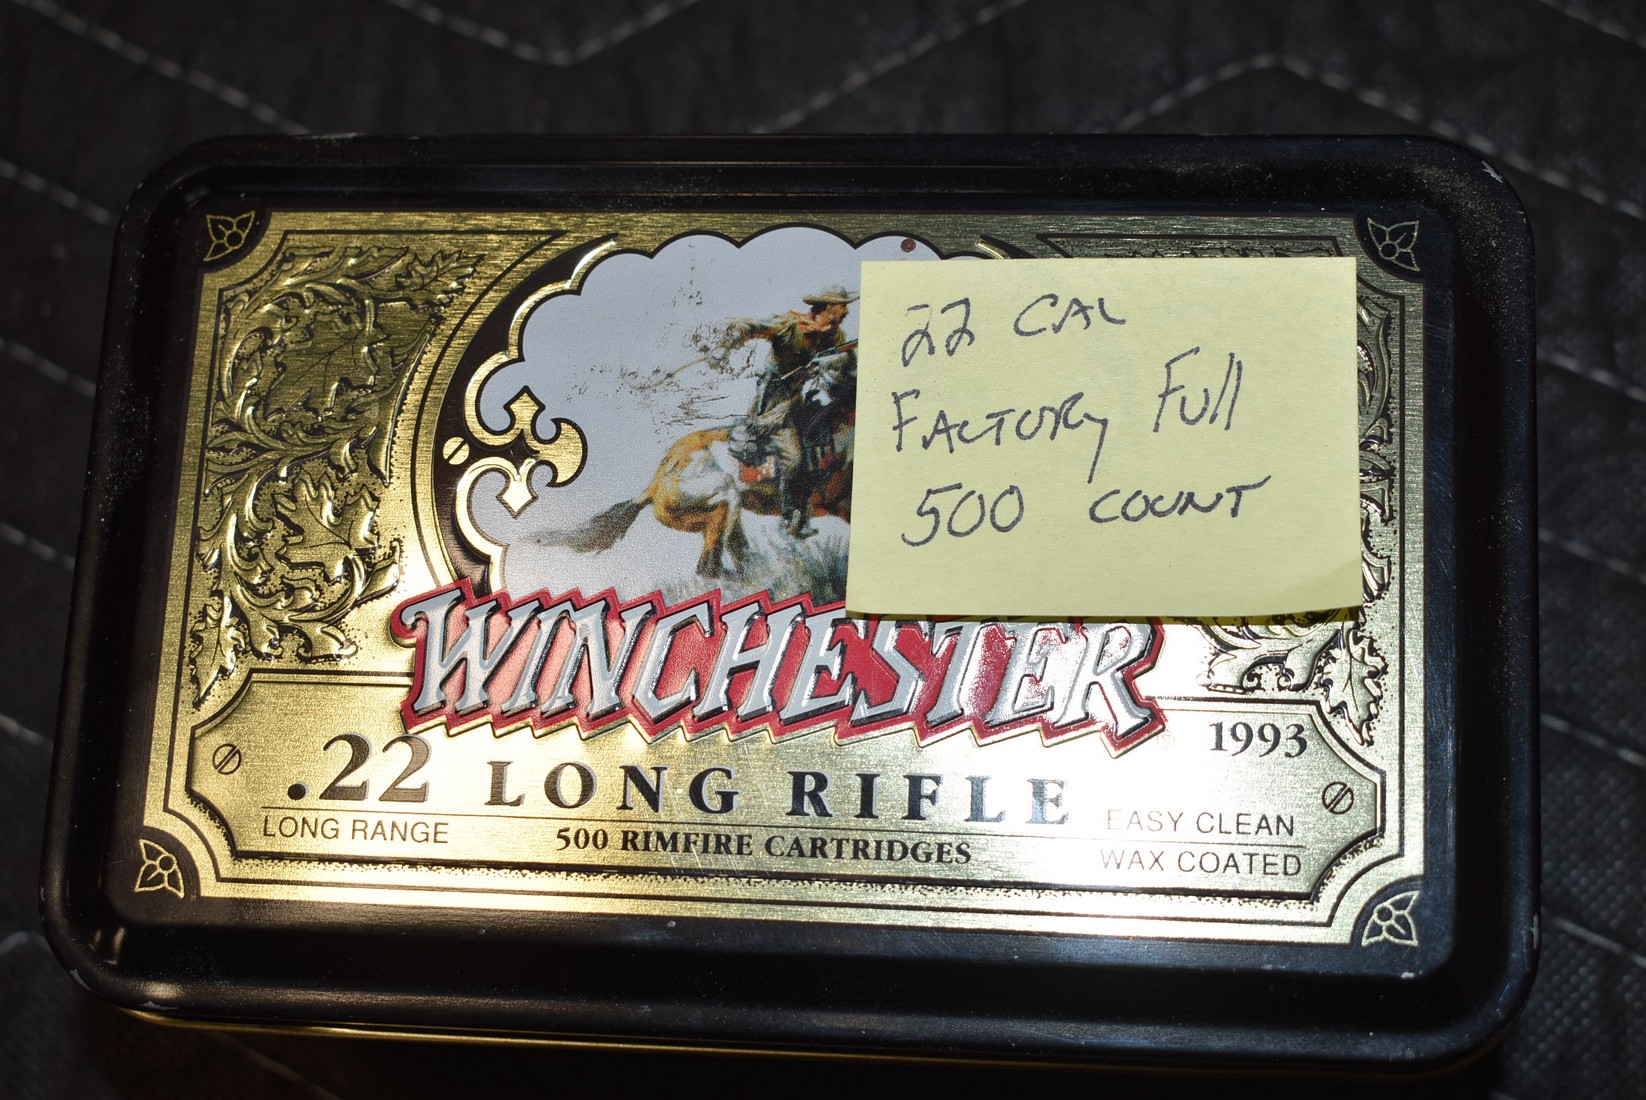 22 CAL
FACTORY Full
500 COUNT
WINCHESTER
1993
.22 LONG RIFLE
LONG RANGE
500 RIMFIRE CARTRIDGES
EASY CLEAN
WAX COATED